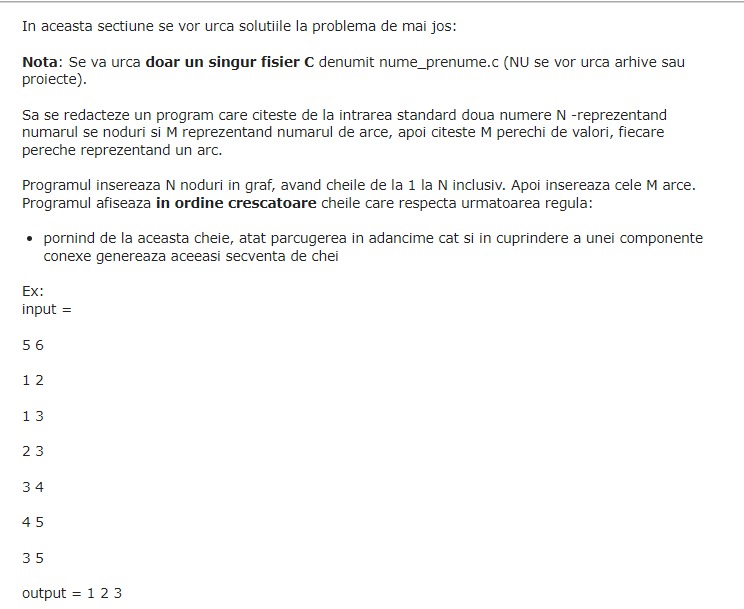 In aceasta sectiune se vor urca solutiile la problema de mai jos:
Nota: Se va urca doar un singur fisier C denumit nume_prenume.c (NU se vor urca arhive sau
proiecte).
Sa se redacteze un program care citeste de la intrarea standard doua numere N -reprezentand
numarul se noduri si M reprezentand numarul de arce, apoi citeste M perechi de valori, fiecare
pereche reprezentand un arc.
Programul insereaza N noduri in graf, avand cheile de la 1 la N inclusiv. Apoi insereaza cele M arce.
Programul afiseaza in ordine crescatoare cheile care respecta urmatoarea regula:
• pornind de la aceasta cheie, atat parcugerea in adancime cat si in cuprindere a unei componente
conexe genereaza aceeasi secventa de chei
Ex:
input =
5 6
1 2
1 3
2 3
3 4
4 5
3 5
output = 1 2 3